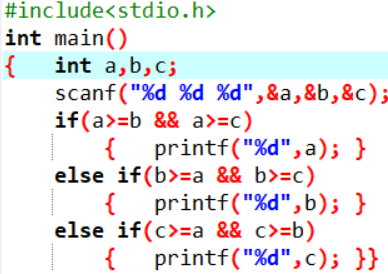 #include<stdio.h>
int main()
{   int a,b,c;
    scanf("%d %d %d",&a,&b,&c);
    if(a>=b && a>=c)
        {   printf("%d",a); }
    else if(b>=a && b>=c)
        {   printf("%d",b); }
    else if(c>=a && c>=b)
        {   printf("%d",c); }}